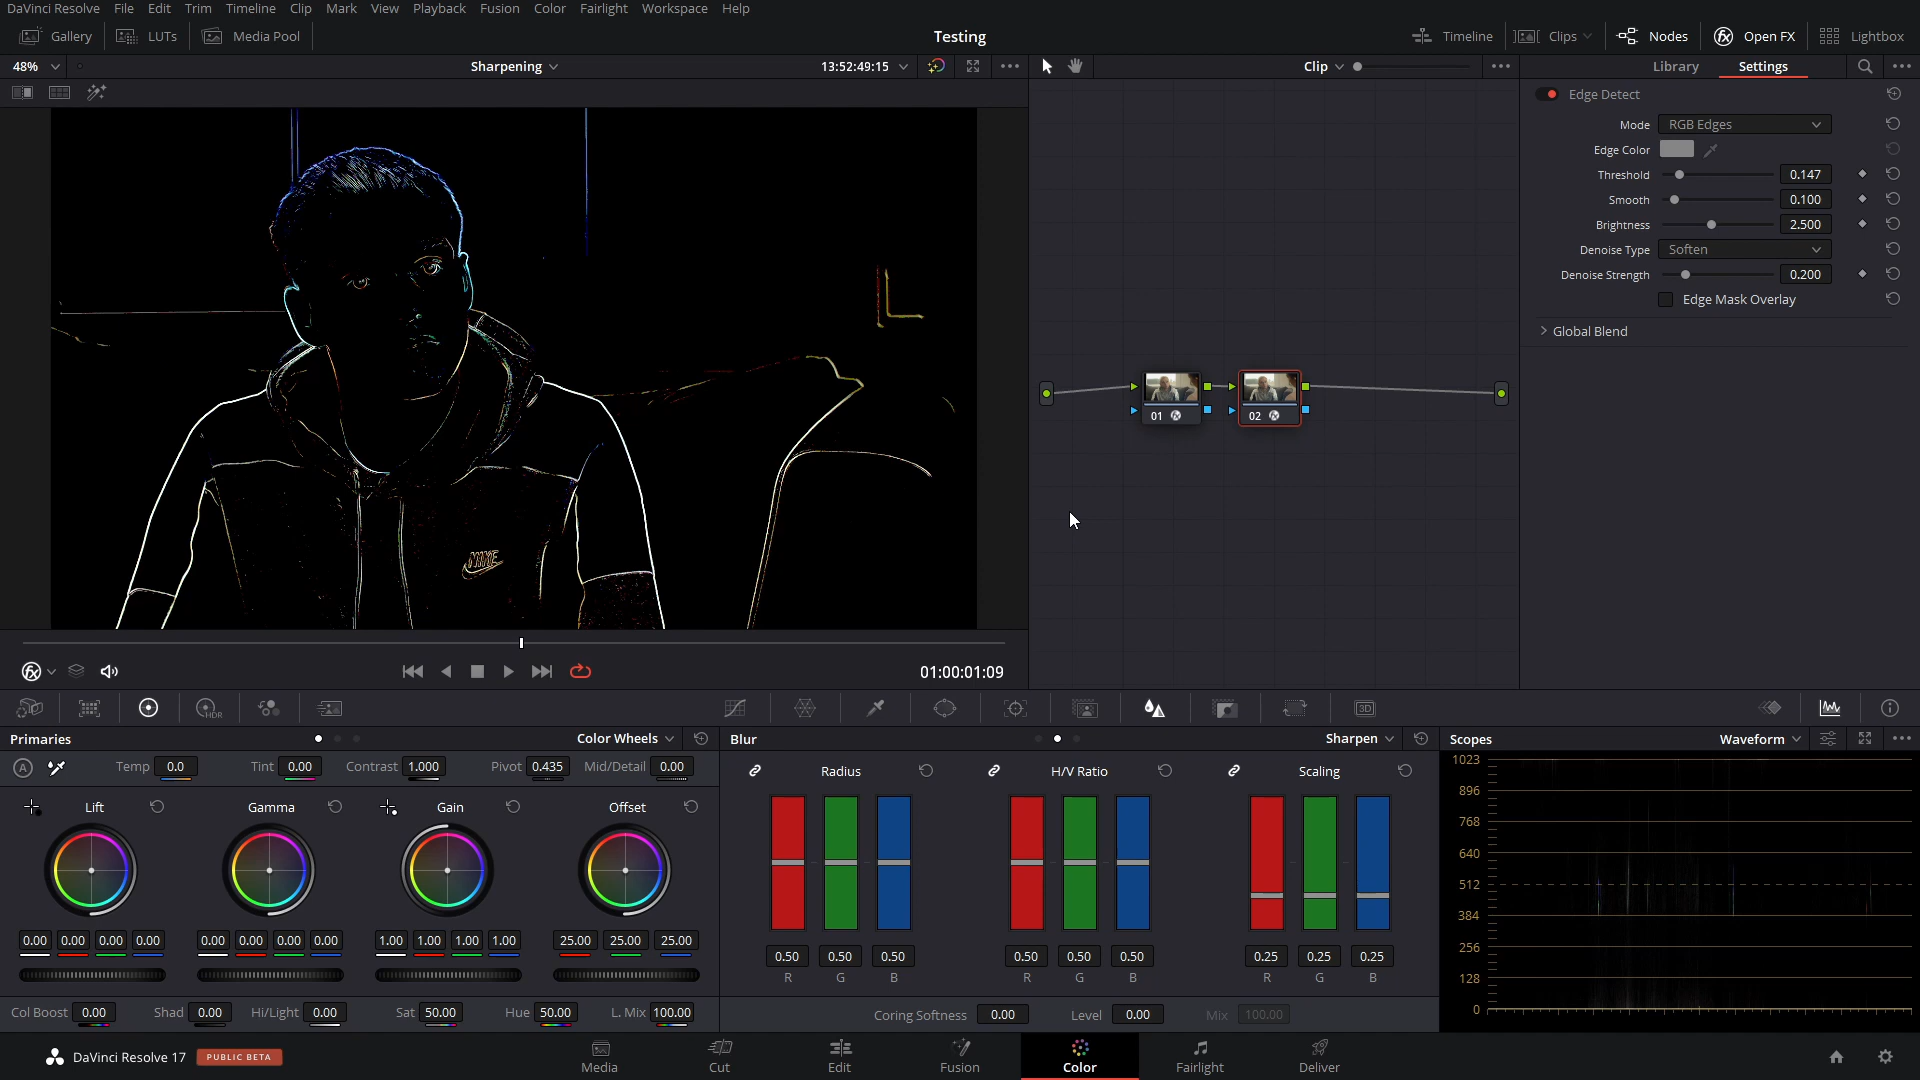 DaVinci Resolve File Edit Trim Timeline Clip Mark View Playback Fusion Color Fairlight Workspace Help
Gallery LUTs Media Pool Testing Timeline Clips Nodes Open FX Lightbox
48% Sharpening 13:52:49:15 Clip Library Settings
Edge Detect
Mode RGB Edges
Edge Color
Threshold 0.147
Smooth 0.100
Brightness 2.500
Denoise Type Soften
Denoise Strength 0.200
Edge Mask Overlay
Global Blend
01 02
NIKE
01:00:01:09
HDR 3D
Primaries Color Wheels Blur Sharpen Scopes Waveform
A Temp 0.0 Tint 0.00 Contrast 1.000 Pivot 0.435 Mid/Detail 0.00
Radius H/V Ratio Scaling
Lift Gamma Gain Offset
1023
896
768
640
512
384
256
128
0
0.00 0.00 0.00 0.00 0.00 0.00 0.00 0.00 1.00 1.00 1.00 1.00 25.00 25.00 25.00
0.50 0.50 0.50 0.50 0.50 0.50 0.25 0.25 0.25
R G B R G B R G B
Col Boost 0.00 Shad 0.00 Hi/Light 0.00 Sat 50.00 Hue 50.00 L. Mix 100.00
Coring Softness 0.00 Level 0.00 Mix 100.00
DaVinci Resolve 17 PUBLIC BETA
Media Cut Edit Fusion Color Fairlight Deliver